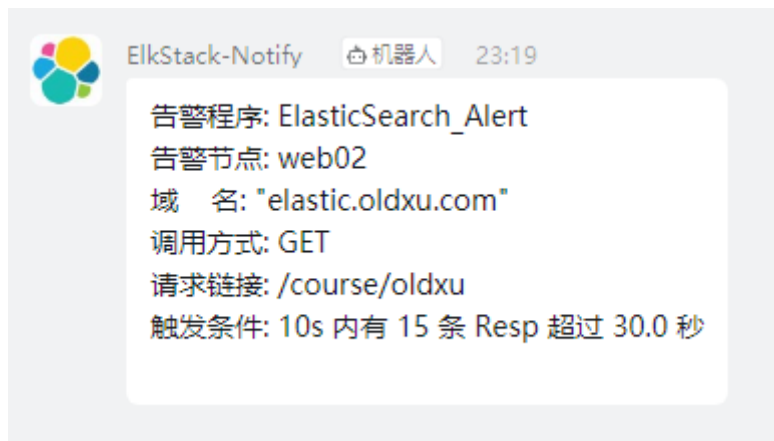 ElkStack-Notify 机器人 23:19
告警程序: ElasticSearch_Alert
告警节点: web02
域 名: "elastic.oldxu.com"
调用方式: GET
请求链接: /course/oldxu
触发条件: 10s 内有 15 条 Resp 超过 30.0 秒